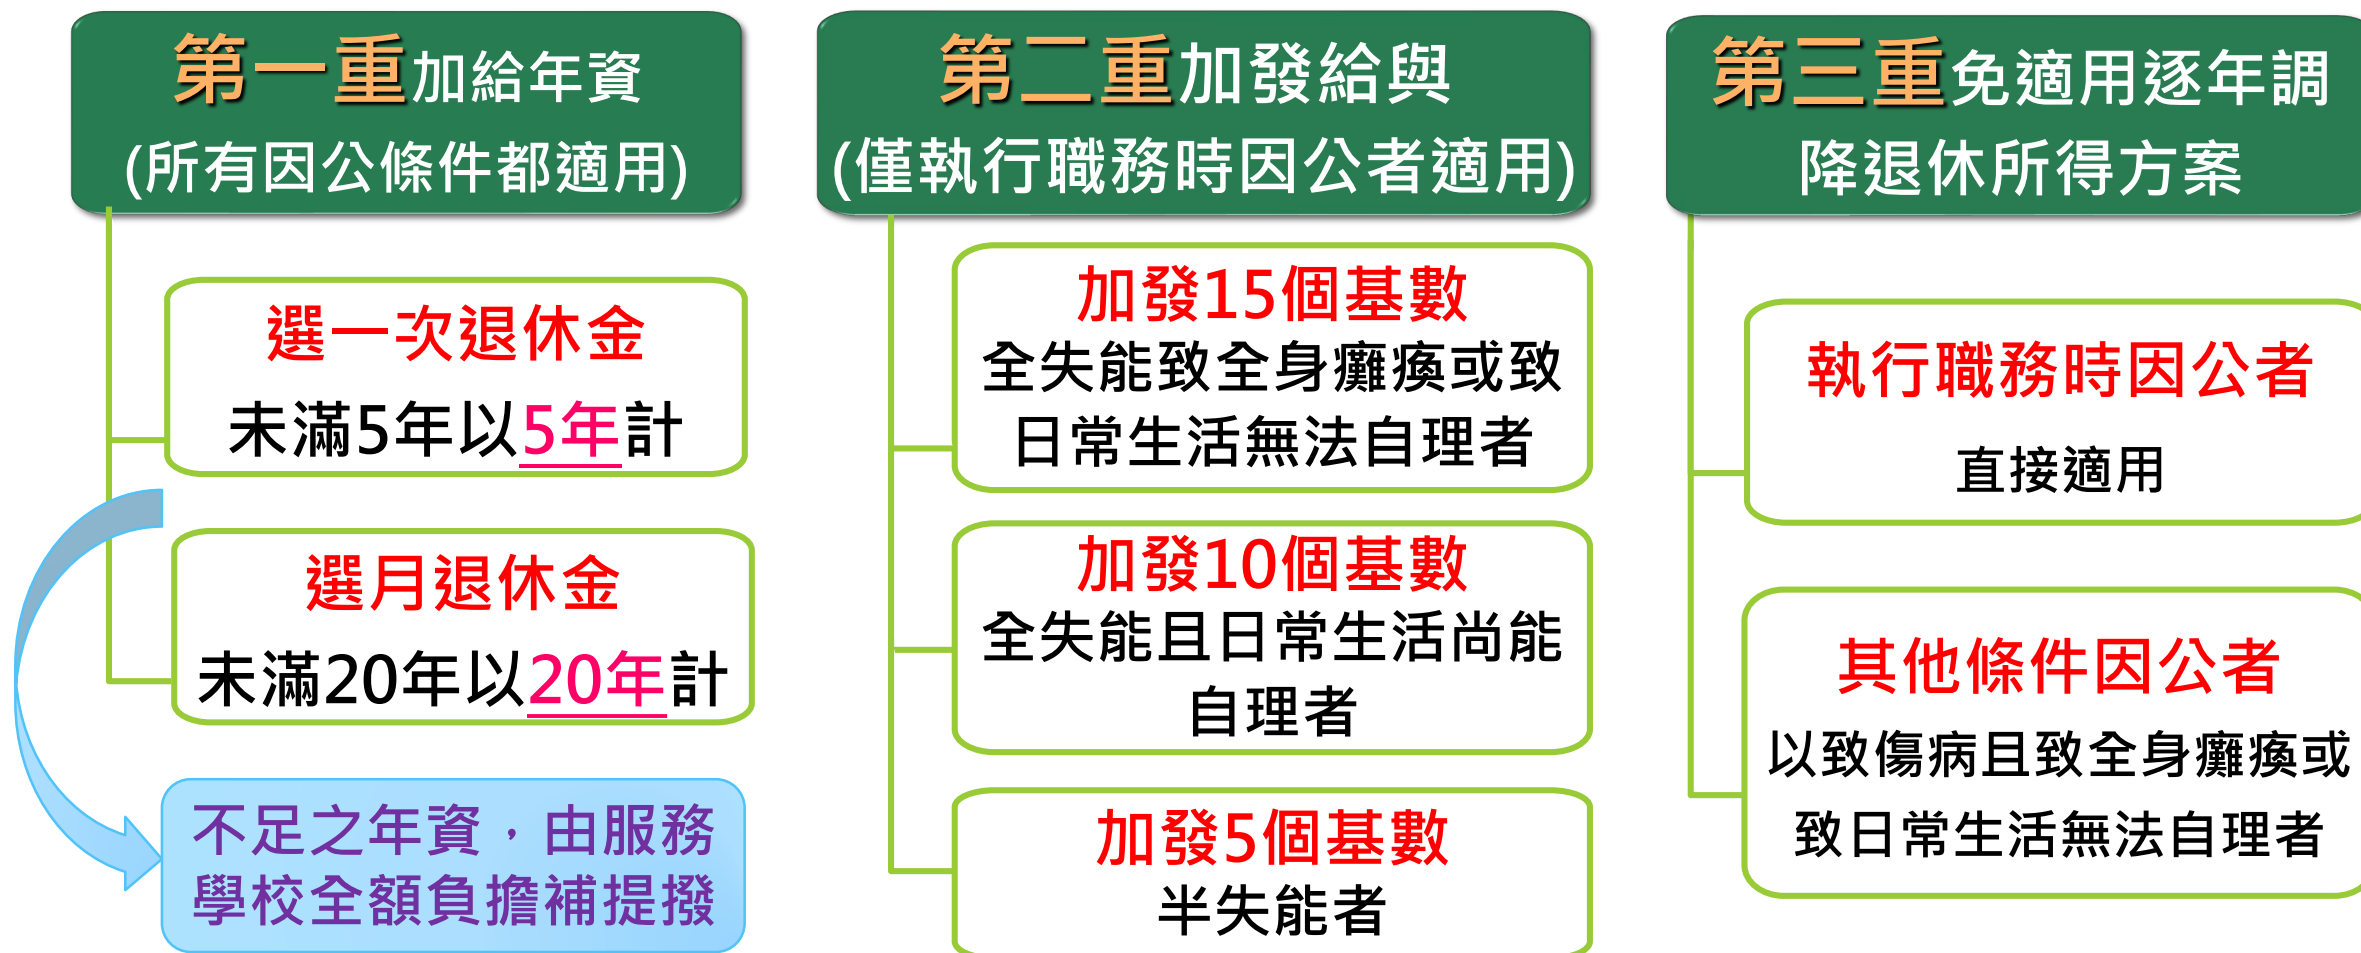 第一重加給年資
(所有因公條件都適用)
選一次退休金
未滿5年以5年計
選月退休金
未滿20年以20年計
不足之年資，由服務
學校全額負擔補提撥
第二重加發給與
(僅執行職務時因公者適用)
加發15個基數
全失能致全身癱瘓或致
日常生活無法自理者
加發10個基數
全失能且日常生活尚能
自理者
加發5個基數
半失能者
第三重免適用逐年調
降退休所得方案
執行職務時因公者
直接適用
其他條件因公者
以致傷病且致全身癱瘓或
致日常生活無法自理者